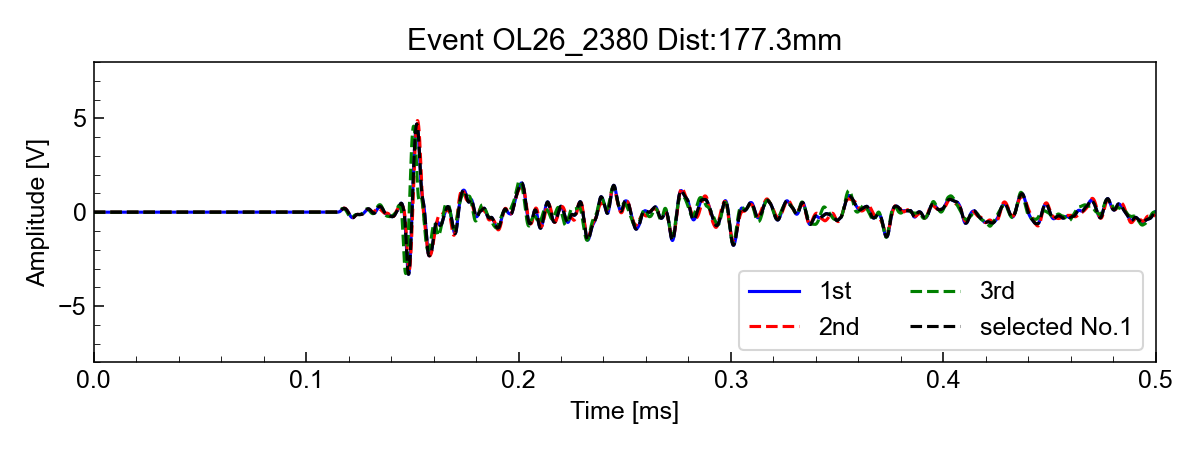 Event OL26_2380 Dist:177.3mm
Amplitude [V]
5
0
−5
1st
2nd
3rd
selected No.1
0.0
0.1
0.2
0.3
0.4
0.5
Time [ms]